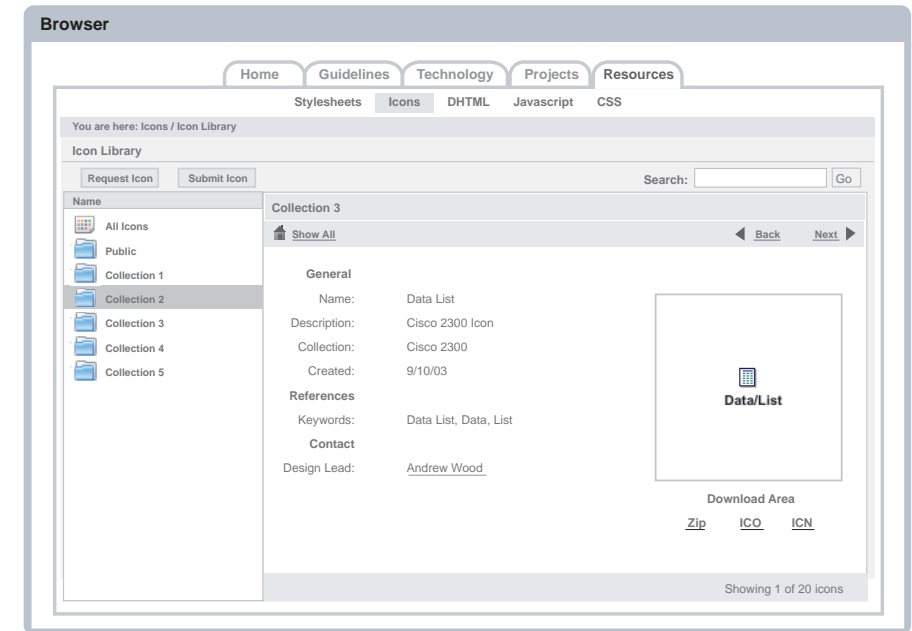 Browser
Home Guidelines Technology Projects Resources
Stylesheets Icons DHTML Javascript CSS
You are here: Icons / Icon Library
Icon Library
Request Icon Submit Icon Search: Go
Name
All Icons
Public
Collection 1
Collection 2
Collection 3
Collection 4
Collection 5
Collection 3
Show All Back Next
General
Name: Data List
Description: Cisco 2300 Icon
Collection: Cisco 2300
Created: 9/10/03
References
Keywords: Data List, Data, List
Contact
Design Lead: Andrew Wood
Data/List
Download Area
Zip ICO ICN
Showing 1 of 20 icons